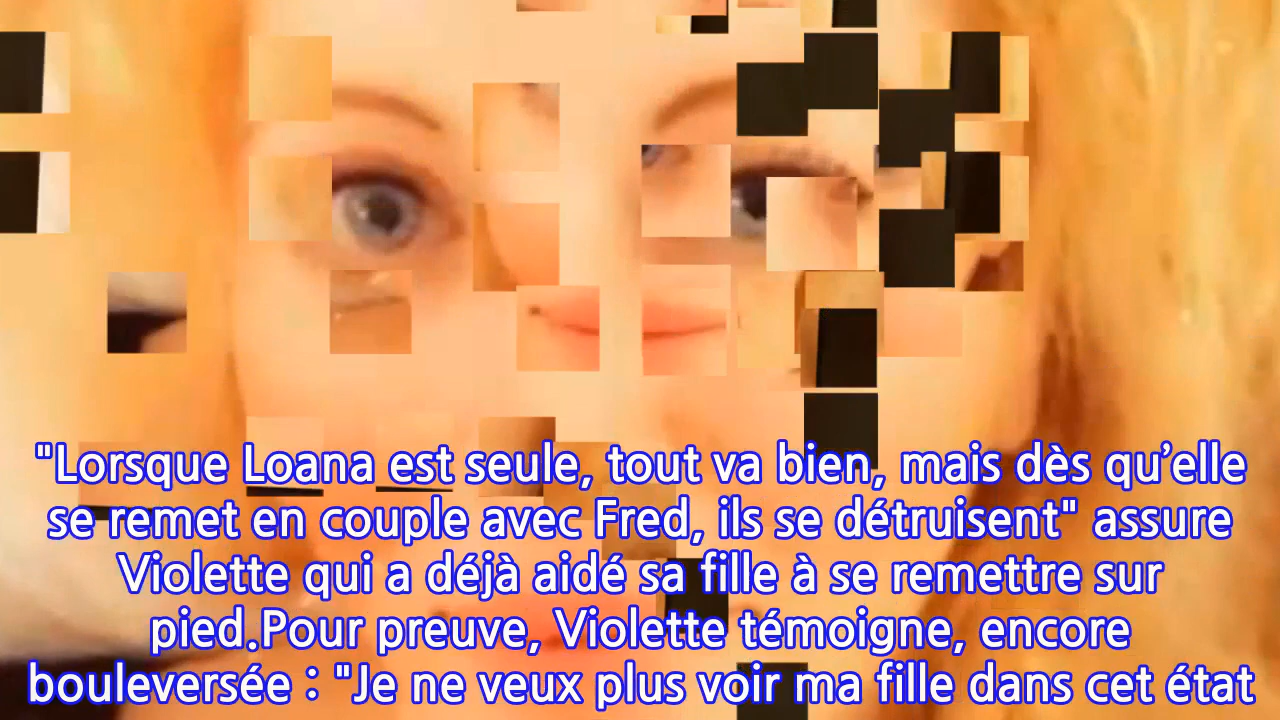 "Lorsque Loana est seule, tout va bien, mais dès qu’elle
se remet en couple avec Fred, ils se détruisent" assure
Violette qui a déjà aidé sa fille à se remettre sur
pied.Pour preuve, Violette témoigne, encore
bouleversée : "Je ne veux plus voir ma fille dans cet état